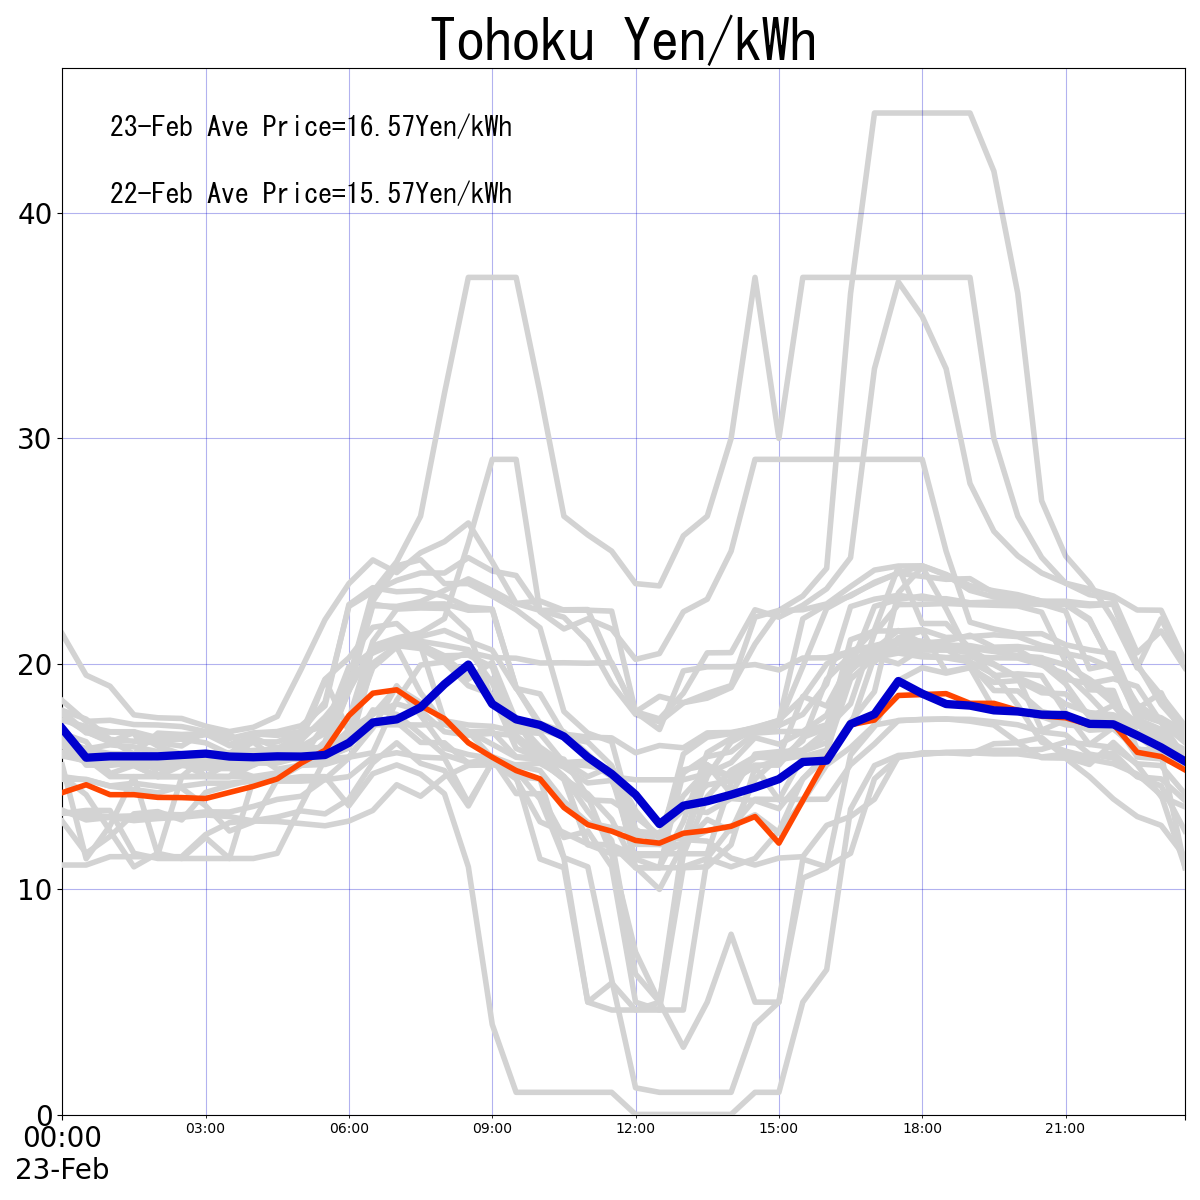 Tohoku Yen/kWh
23-Feb Ave Price=16.57Yen/kWh
22-Feb Ave Price=15.57Yen/kWh
40
30
20
10
0
00:00 03:00 06:00 09:00 12:00 15:00 18:00 21:00
23-Feb